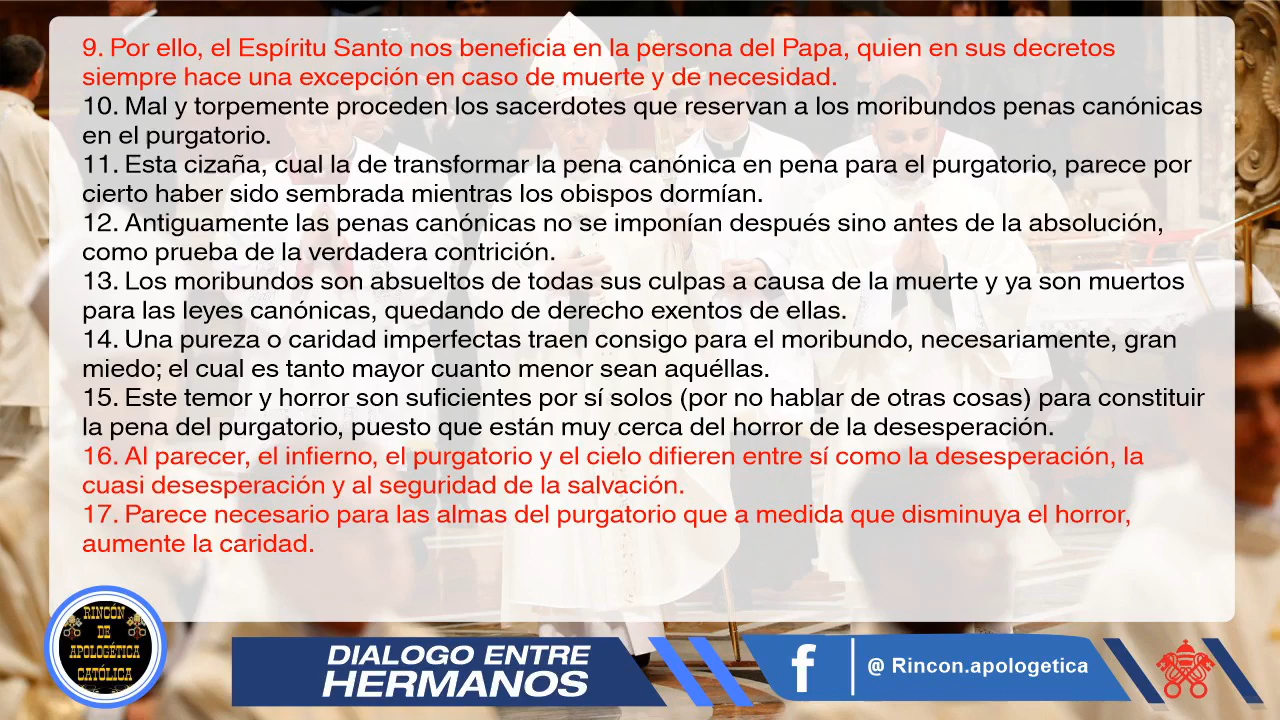 9. Por ello, el Espíritu Santo nos beneficia en la persona del Papa, quien en sus decretos
siempre hace una excepción en caso de muerte y de necesidad.
10. Mal y torpemente proceden los sacerdotes que reservan a los moribundos penas canónicas
en el purgatorio.
11. Esta cizaña, cual la de transformar la pena canónica en pena para el purgatorio, parece por
cierto haber sido sembrada mientras los obispos dormían.
12. Antiguamente las penas canónicas no se imponían después sino antes de la absolución,
como prueba de la verdadera contrición.
13. Los moribundos son absueltos de todas sus culpas a causa de la muerte y ya son muertos
para las leyes canónicas, quedando de derecho exentos de ellas.
14. Una pureza o caridad imperfectas traen consigo para el moribundo, necesariamente, gran
miedo; el cual es tanto mayor cuanto menor sean aquéllas.
15. Este temor y horror son suficientes por sí solos (por no hablar de otras cosas) para constituir
la pena del purgatorio, puesto que están muy cerca del horror de la desesperación.
16. Al parecer, el infierno, el purgatorio y el cielo difieren entre sí como la desesperación, la
cuasi desesperación y al seguridad de la salvación.
17. Parece necesario para las almas del purgatorio que a medida que disminuya el horror,
aumente la caridad.
RINCÓN
DE
APOLOGÉTICA
CATÓLICA
DIALOGO ENTRE
HERMANOS
f
@ Rincon.apologetica